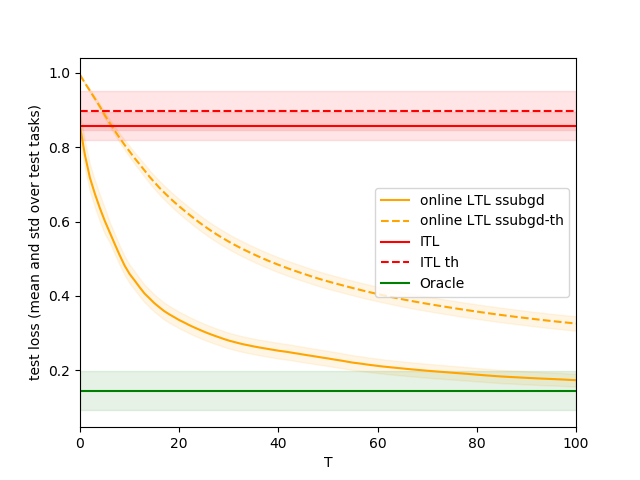 1.0
0.8
0.6
0.4
0.2
test loss (mean and std over test tasks)
online LTL ssubgd
online LTL ssubgd-th
ITL
ITL th
Oracle
0 20 40 60 80 100
T